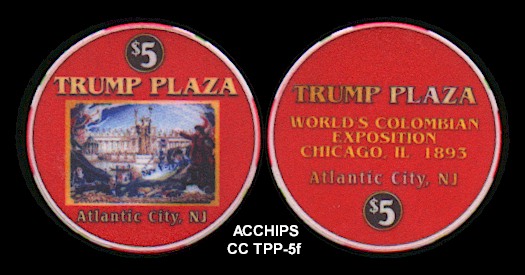 $5
TRUMP PLAZA
Atlantic City, NJ
TRUMP PLAZA
WORLD'S COLOMBIAN
EXPOSITION
CHICAGO, IL 1893
Atlantic City, NJ
$5
ACCHIPS
CC TPP-5f